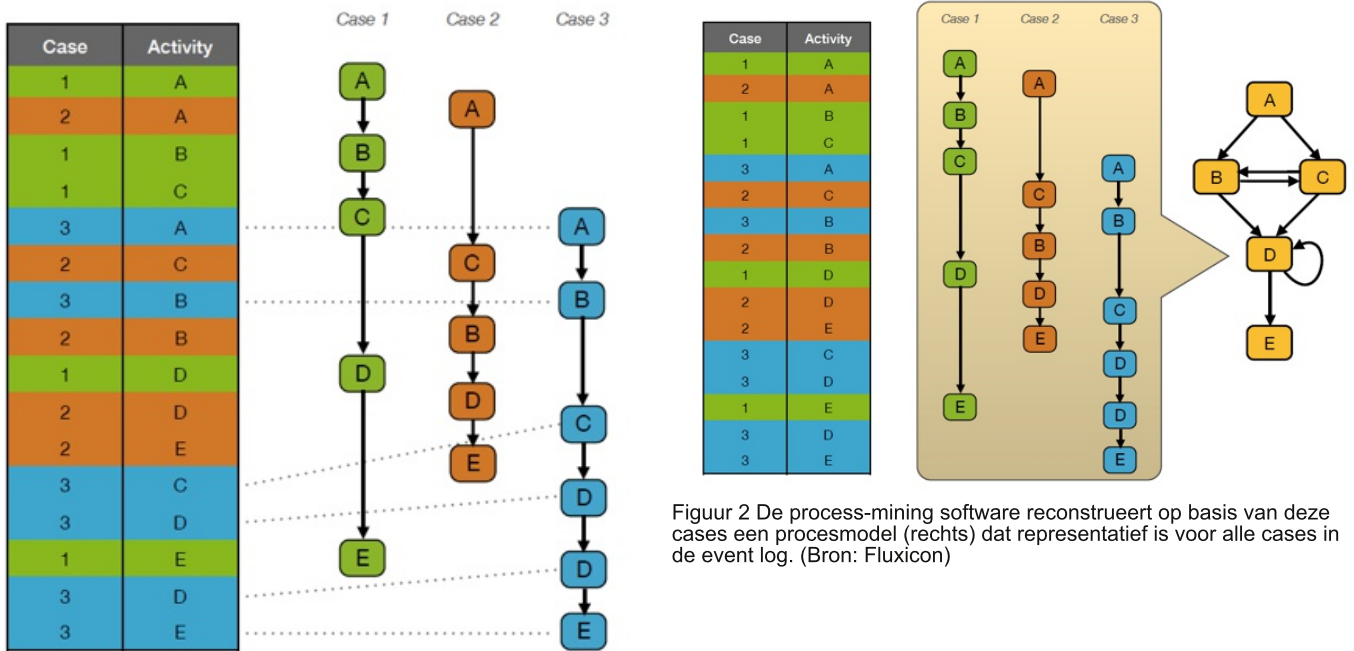 Case 1 Case 2 Case 3
Case Activity
1 A
2 A
1 B
1 C
3 A
2 C
3 B
2 B
1 D
2 D
2 E
3 C
3 D
1 E
3 D
3 E
A
B
C
D
E
A
C
B
D
E
A
B
C
D
D
E
Case Activity
1 A
2 A
1 B
1 C
3 A
2 C
3 B
2 B
1 D
2 D
2 E
3 C
3 D
1 E
3 D
3 E
Case 1 Case 2 Case 3
A
B
C
D
E
A
C
B
D
E
A
B
C
D
D
E
A
B C
D
E
Figuur 2 De process-mining software reconstrueert op basis van deze
cases een procesmodel (rechts) dat representatief is voor alle cases in
de event log. (Bron: Fluxicon)